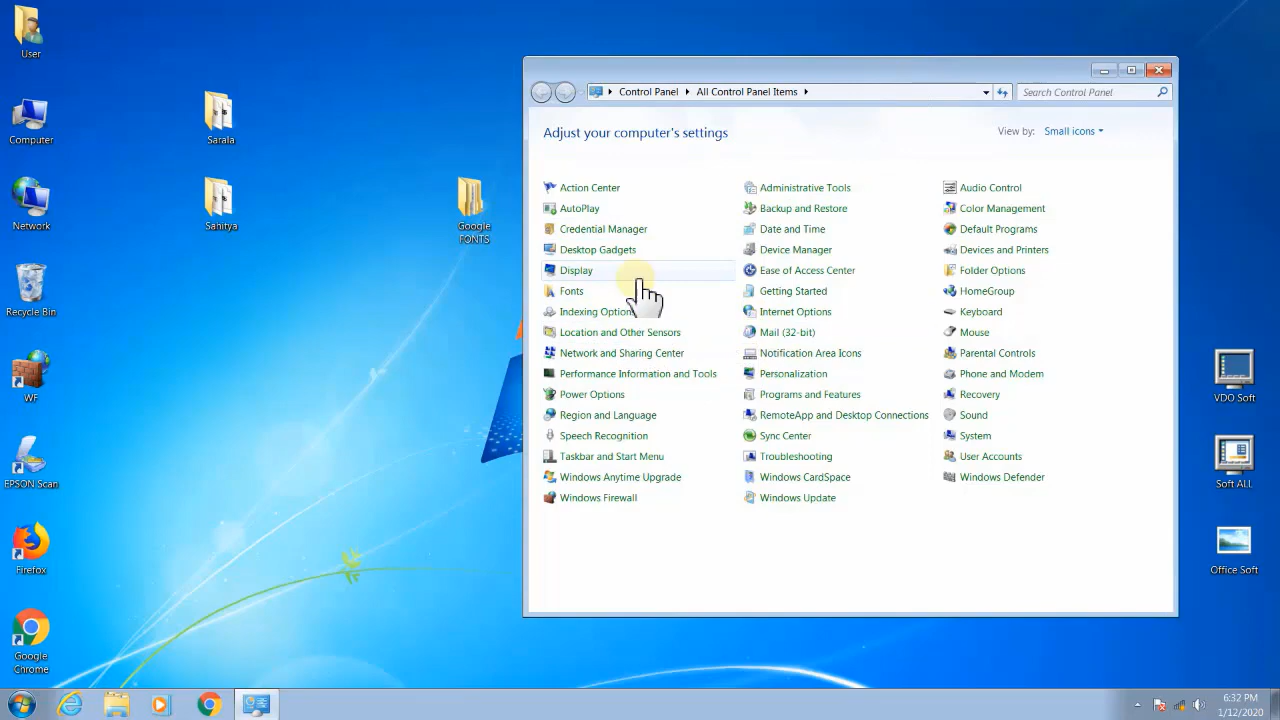 User
Computer
Network
Recycle Bin
WF
EPSON Scan
Firefox
Google
Chrome
Sarala
Sahitya
Google
FONTS
Control Panel All Control Panel Items
Search Control Panel
Adjust your computer's settings
View by: Small icons
Action Center
Administrative Tools
Audio Control
AutoPlay
Backup and Restore
Color Management
Credential Manager
Date and Time
Default Programs
Desktop Gadgets
Device Manager
Devices and Printers
Display
Ease of Access Center
Folder Options
Fonts
Getting Started
HomeGroup
Indexing Option
Internet Options
Keyboard
Location and Other Sensors
Mail (32-bit)
Mouse
Network and Sharing Center
Notification Area Icons
Parental Controls
Performance Information and Tools
Personalization
Phone and Modem
Power Options
Programs and Features
Recovery
Region and Language
RemoteApp and Desktop Connections
Sound
Speech Recognition
Sync Center
System
Taskbar and Start Menu
Troubleshooting
User Accounts
Windows Anytime Upgrade
Windows CardSpace
Windows Defender
Windows Firewall
Windows Update
VDO Soft
Soft ALL
Office Soft
6:32 PM
1/12/2020